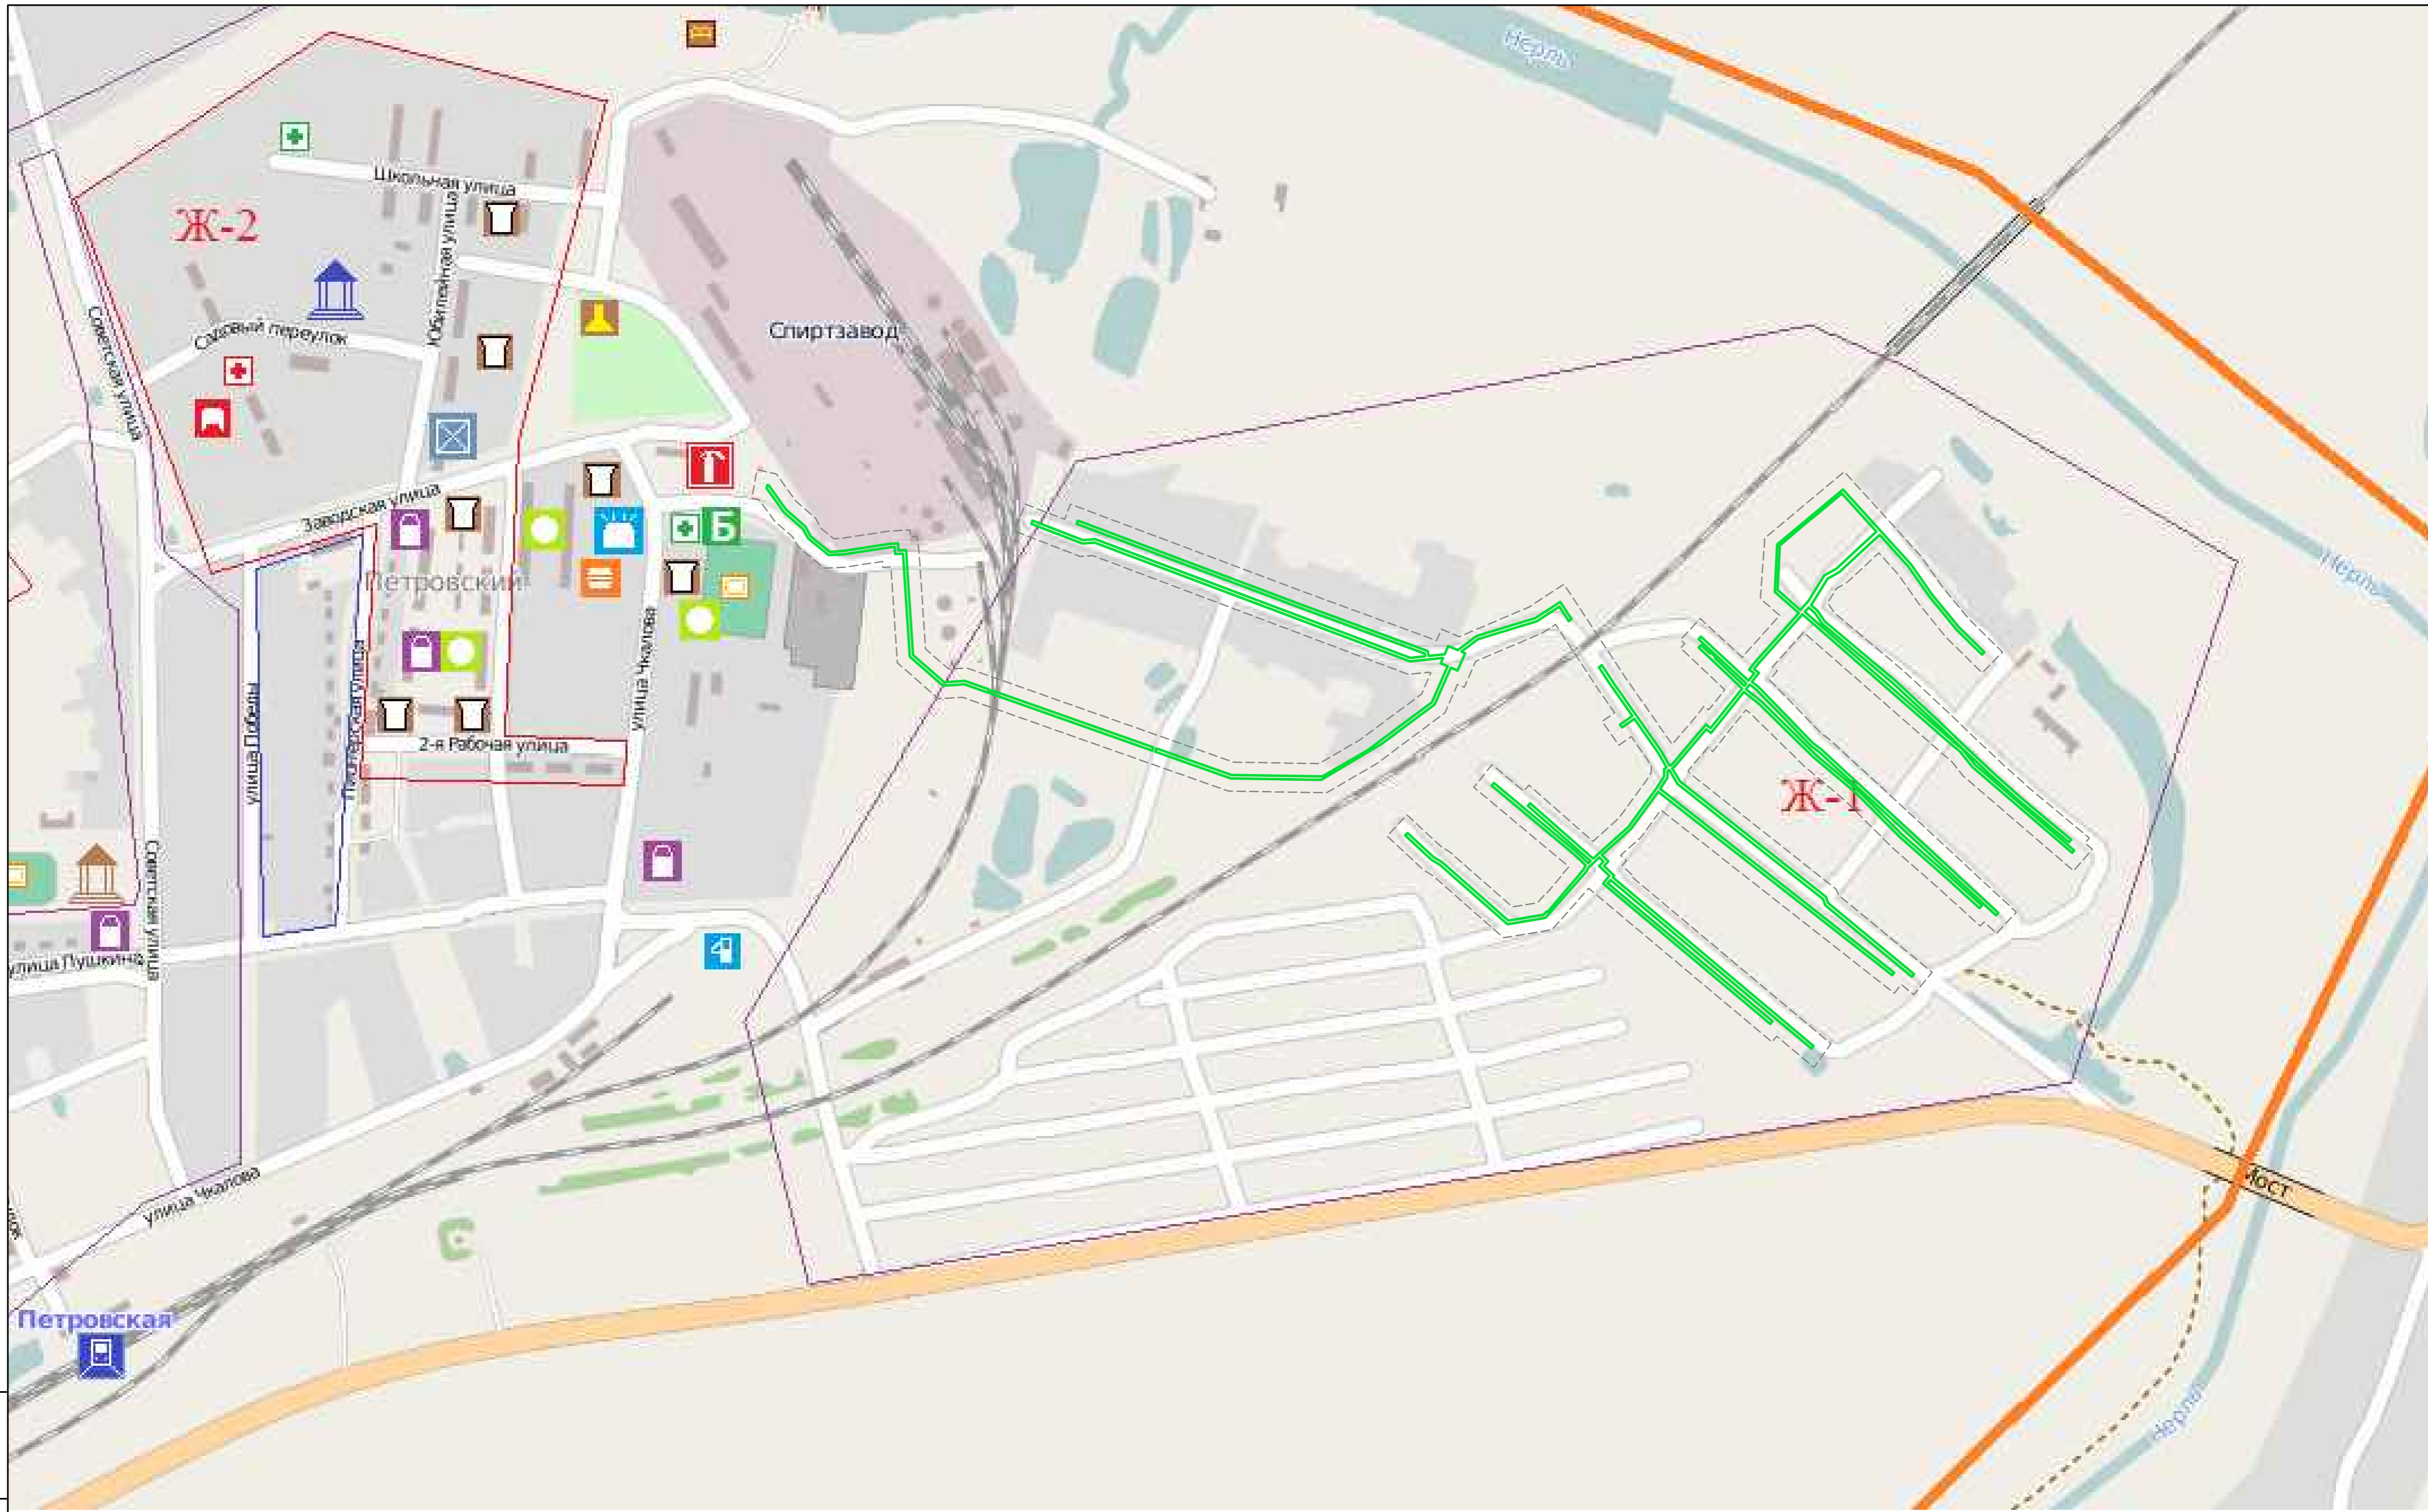 Нерль
Школьная улица
Ж-2
Юбилейная улица
Советская улица
Садовый переулок
Спиртзавод
Заводская улица
Б
Петровский
Нерль
улица Чкалова
Пионерская улица
улица Победы
2-я Рабочая улица
Ж-1
Советская улица
улица Пушкина
Мост
улица Чкалова
Петровская
Нерль